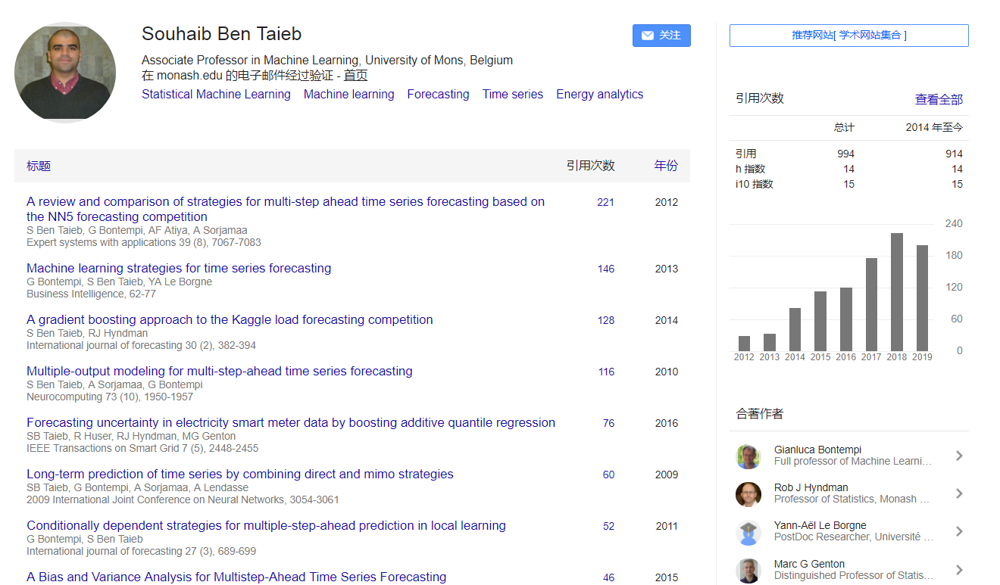 Souhaib Ben Taieb
关注
Associate Professor in Machine Learning, University of Mons, Belgium
在 monash.edu 的电子邮件经过验证 - 首页
Statistical Machine Learning Machine learning Forecasting Time series Energy analytics
标题 引用次数 年份
A review and comparison of strategies for multi-step ahead time series forecasting based on 221 2012
the NN5 forecasting competition
S Ben Taieb, G Bontempi, AF Atiya, A Sorjamaa
Expert systems with applications 39 (8), 7067-7083
Machine learning strategies for time series forecasting 146 2013
G Bontempi, S Ben Taieb, YA Le Borgne
Business Intelligence, 62-77
A gradient boosting approach to the Kaggle load forecasting competition 128 2014
S Ben Taieb, RJ Hyndman
International journal of forecasting 30 (2), 382-394
Multiple-output modeling for multi-step-ahead time series forecasting 116 2010
S Ben Taieb, A Sorjamaa, G Bontempi
Neurocomputing 73 (10), 1950-1957
Forecasting uncertainty in electricity smart meter data by boosting additive quantile regression 76 2016
SB Taieb, R Huser, RJ Hyndman, MG Genton
IEEE Transactions on Smart Grid 7 (5), 2448-2455
Long-term prediction of time series by combining direct and mimo strategies 60 2009
SB Taieb, G Bontempi, A Sorjamaa, A Lendasse
2009 International Joint Conference on Neural Networks, 3054-3061
Conditionally dependent strategies for multiple-step-ahead prediction in local learning 52 2011
G Bontempi, S Ben Taieb
International journal of forecasting 27 (3), 689-699
A Bias and Variance Analysis for Multistep-Ahead Time Series Forecasting 46 2015
推荐网站[ 学术网站集合 ]
引用次数 查看全部
总计 2014 年至今
引用 994 914
h 指数 14 14
i10 指数 15 15
240
180
120
60
0
2012 2013 2014 2015 2016 2017 2018 2019
合著作者
Gianluca Bontempi
Full professor of Machine Learni…
Rob J Hyndman
Professor of Statistics, Monash …
Yann-Aël Le Borgne
PostDoc Researcher, Université …
Marc G Genton
Distinguished Professor of Statis…